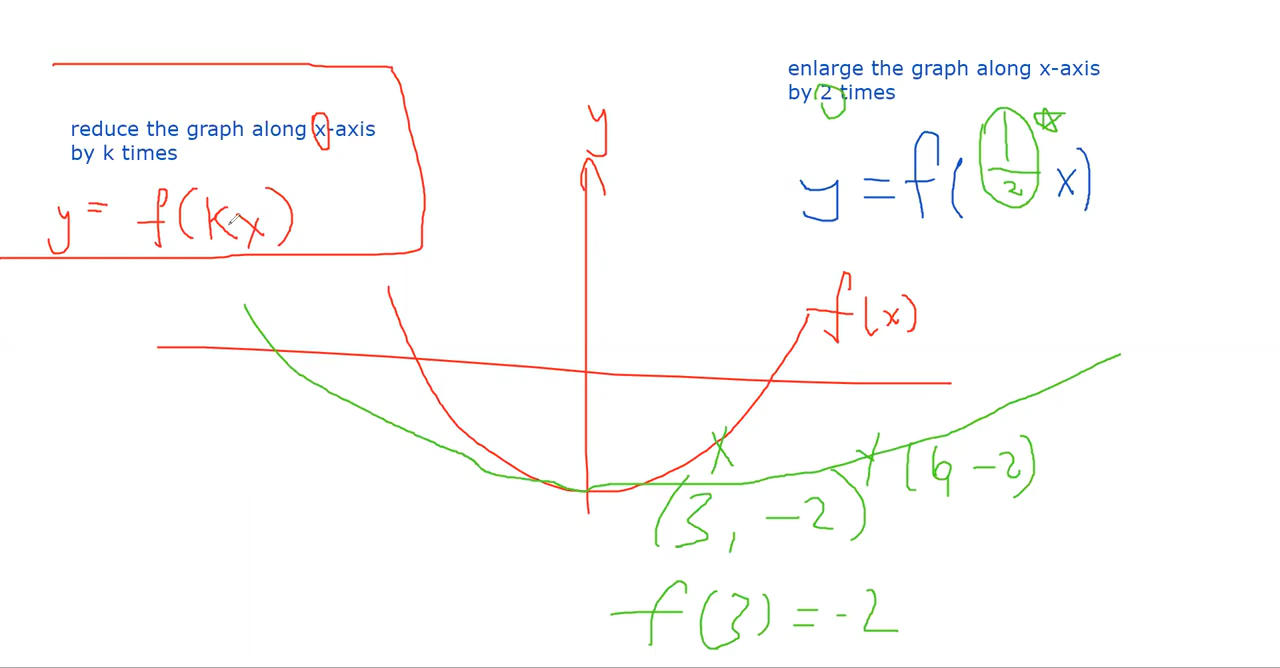 enlarge the graph along x-axis
by 2 times
reduce the graph along x-axis
by k times
y
y = f(1/2 x)
y = f(kx)
f(x)
(6 -2)
(3, -2)
f(3) = -2